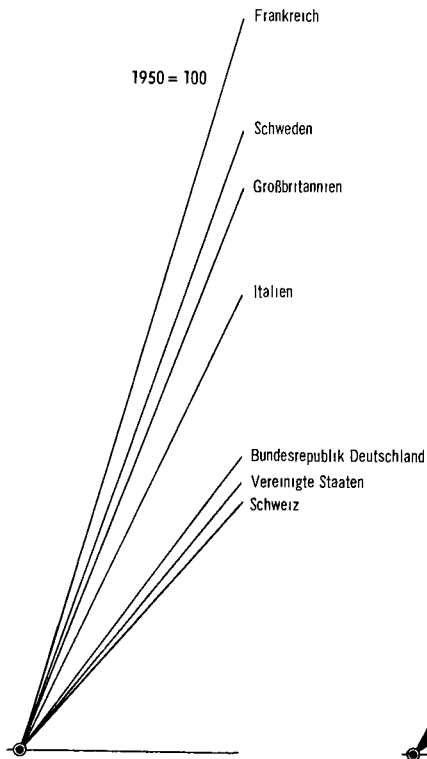 Frankreich
1950 = 100
Schweden
Großbritannien
Italien
Bundesrepublik Deutschland
Vereinigte Staaten
Schweiz